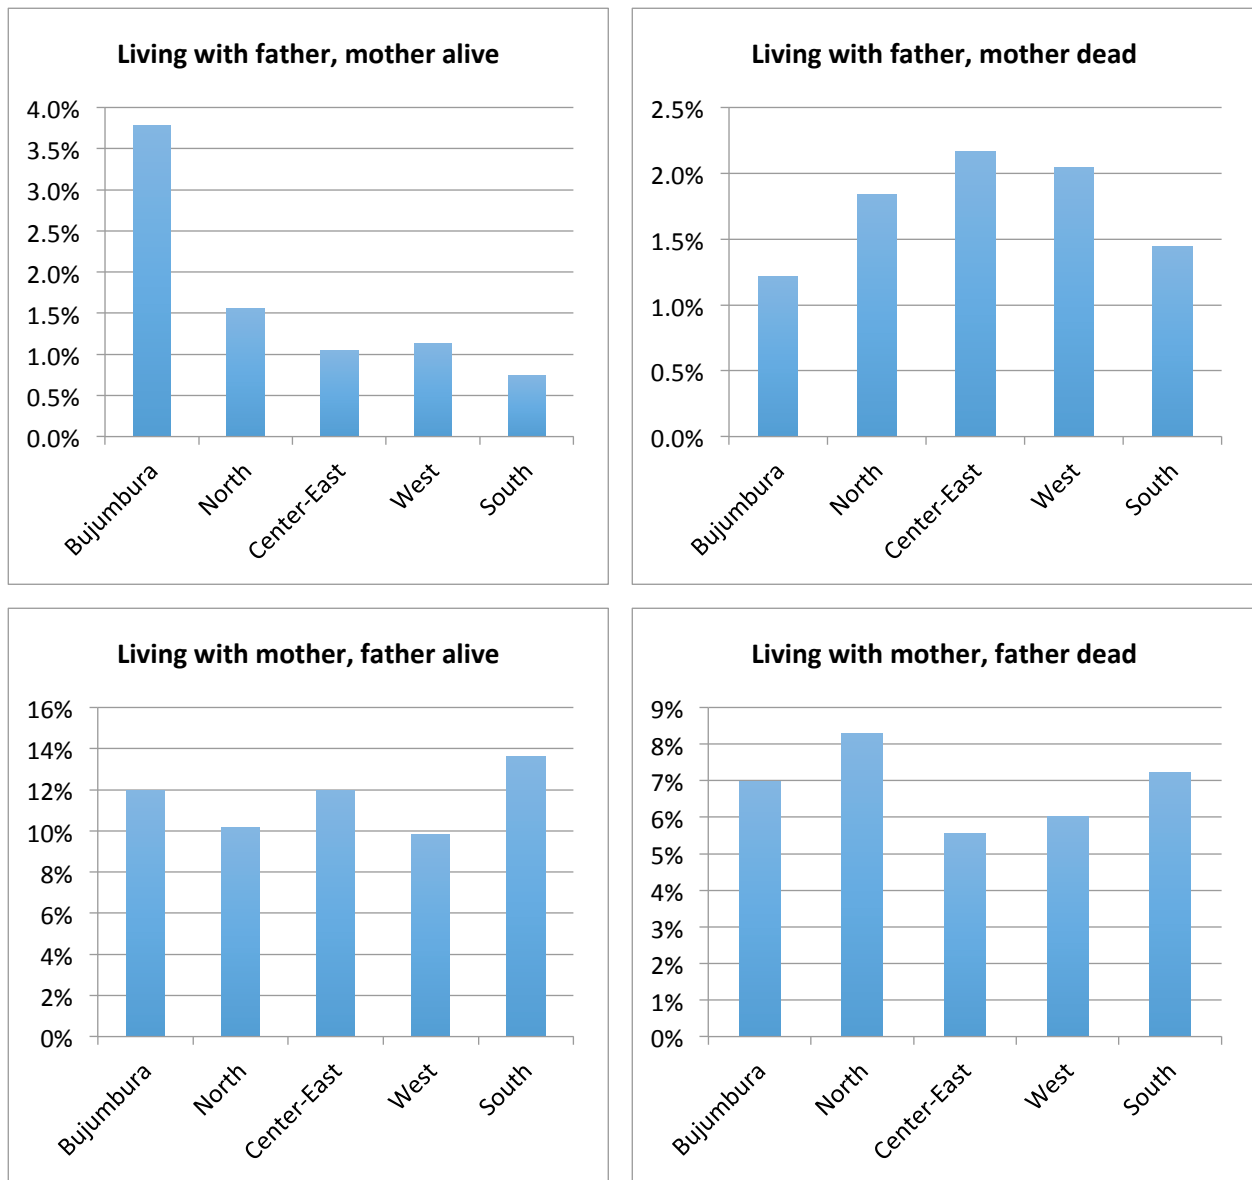 Living with father, mother alive
4.0%
3.5%
3.0%
2.5%
2.0%
1.5%
1.0%
0.5%
0.0%
Bujumbura
North
Center-East
West
South
Living with father, mother dead
2.5%
2.0%
1.5%
1.0%
0.5%
0.0%
Bujumbura
North
Center-East
West
South
Living with mother, father alive
16%
14%
12%
10%
8%
6%
4%
2%
0%
Bujumbura
North
Center-East
West
South
Living with mother, father dead
9%
8%
7%
6%
5%
4%
3%
2%
1%
0%
Bujumbura
North
Center-East
West
South